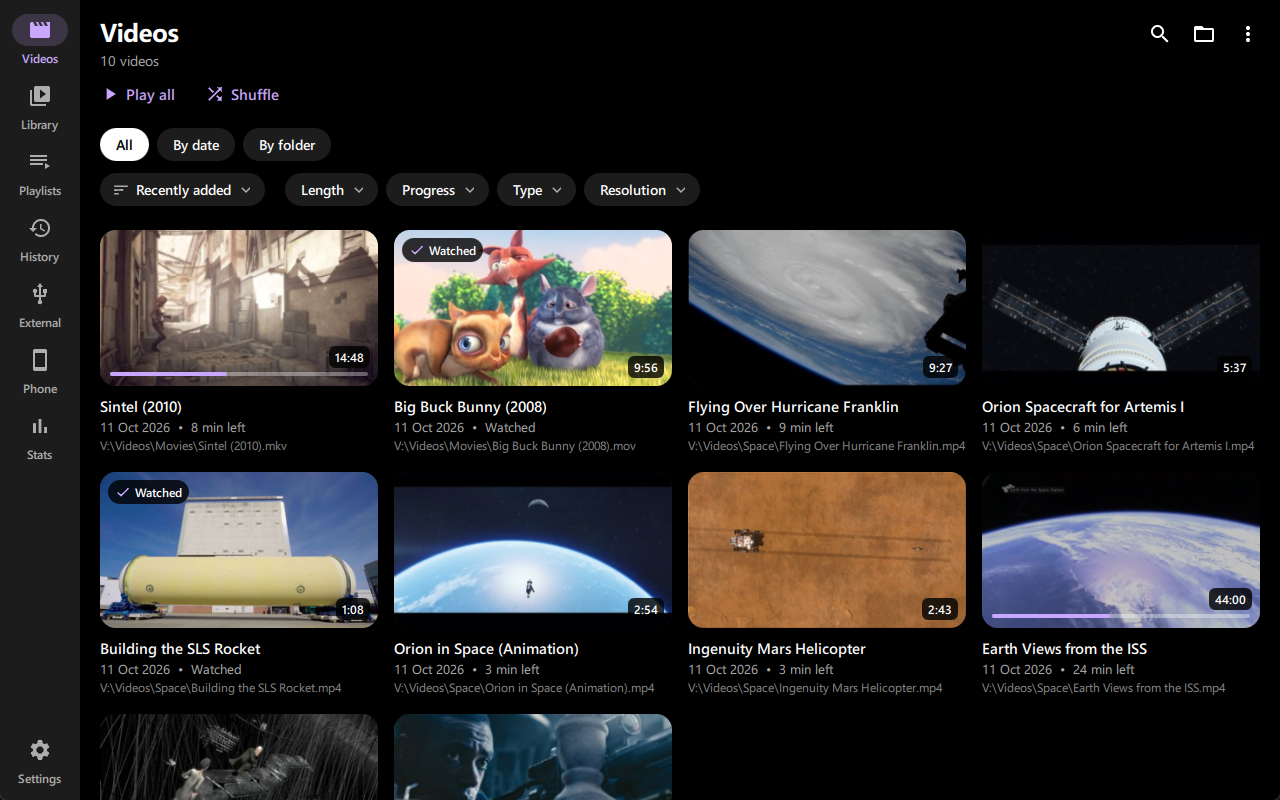 Videos
Library
Playlists
History
External
Phone
Stats
Settings
Videos
10 videos
Play all
Shuffle
All
By date
By folder
Recently added
Length
Progress
Type
Resolution
14:48
Sintel (2010)
11 Oct 2026 • 8 min left
V:\Videos\Movies\Sintel (2010).mkv
Watched
9:56
Big Buck Bunny (2008)
11 Oct 2026 • Watched
V:\Videos\Movies\Big Buck Bunny (2008).mov
9:27
Flying Over Hurricane Franklin
11 Oct 2026 • 9 min left
V:\Videos\Space\Flying Over Hurricane Franklin.mp4
5:37
Orion Spacecraft for Artemis I
11 Oct 2026 • 6 min left
V:\Videos\Space\Orion Spacecraft for Artemis I.mp4
Watched
1:08
Building the SLS Rocket
11 Oct 2026 • Watched
V:\Videos\Space\Building the SLS Rocket.mp4
2:54
Orion in Space (Animation)
11 Oct 2026 • 3 min left
V:\Videos\Space\Orion in Space (Animation).mp4
2:43
Ingenuity Mars Helicopter
11 Oct 2026 • 3 min left
V:\Videos\Space\Ingenuity Mars Helicopter.mp4
Earth from the Space Station
44:00
Earth Views from the ISS
11 Oct 2026 • 24 min left
V:\Videos\Space\Earth Views from the ISS.mp4